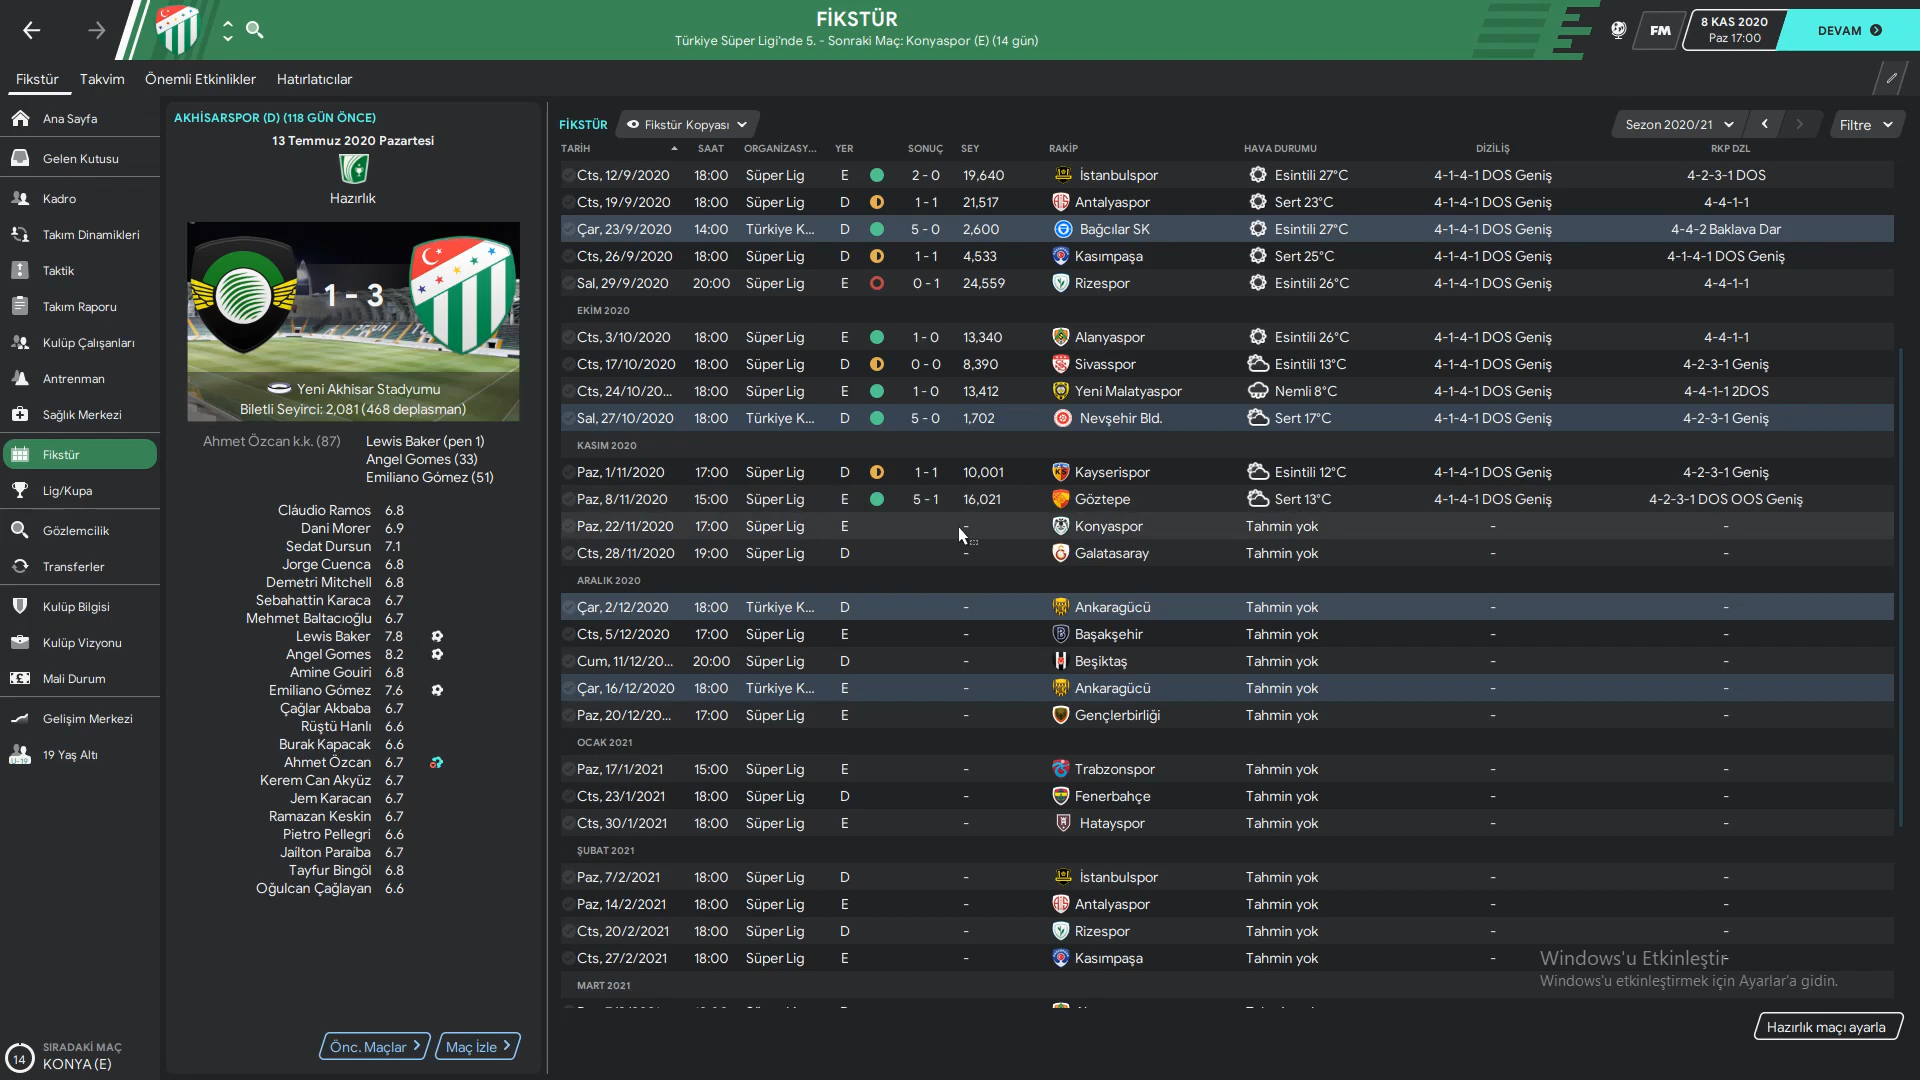 FİKSTÜR
Türkiye Süper Ligi'nde 5. - Sonraki Maç: Konyaspor (E) (14 gün)
FM
8 KAS 2020
Paz 17:00
DEVAM
Fikstür Takvim Önemli Etkinlikler Hatırlatıcılar
Ana Sayfa
Gelen Kutusu
Kadro
Takım Dinamikleri
Taktik
Takım Raporu
Kulüp Çalışanları
Antrenman
Sağlık Merkezi
Fikstür
Lig/Kupa
Gözlemcilik
Transferler
Kulüp Bilgisi
Kulüp Vizyonu
Mali Durum
Gelişim Merkezi
U-19
19 Yaş Altı
14
SIRADAKİ MAÇ
KONYA (E)
AKHİSARSPOR (D) (118 GÜN ÖNCE)
13 Temmuz 2020 Pazartesi
Hazırlık
1 - 3
Yeni Akhisar Stadyumu
Biletli Seyirci: 2,081 (468 deplasman)
Ahmet Özcan k.k. (87) Lewis Baker (pen 1)
Angel Gomes (33)
Emiliano Gómez (51)
Cláudio Ramos 6.8
Dani Morer 6.9
Sedat Dursun 7.1
Jorge Cuenca 6.8
Demetri Mitchell 6.8
Sebahattin Karaca 6.7
Mehmet Baltacıoğlu 6.7
Lewis Baker 7.8
Angel Gomes 8.2
Amine Gouiri 6.8
Emiliano Gómez 7.6
Çağlar Akbaba 6.7
Rüştü Hanlı 6.6
Burak Kapacak 6.6
Ahmet Özcan 6.7
Kerem Can Akyüz 6.7
Jem Karacan 6.7
Ramazan Keskin 6.7
Pietro Pellegri 6.6
Jaílton Paraíba 6.7
Tayfur Bingöl 6.8
Oğulcan Çağlayan 6.6
Önc. Maçlar Maç İzle
FİKSTÜR Fikstür Kopyası Sezon 2020/21 Filtre
TARİH SAAT ORGANİZASY... YER SONUÇ SEY RAKİP HAVA DURUMU DİZİLİŞ RKP DZL
Cts, 12/9/2020 18:00 Süper Lig E 2 - 0 19,640 İstanbulspor Esintili 27°C 4-1-4-1 DOS Geniş 4-2-3-1 DOS
Cts, 19/9/2020 18:00 Süper Lig D 1 - 1 21,517 Antalyaspor Sert 23°C 4-1-4-1 DOS Geniş 4-4-1-1
Çar, 23/9/2020 14:00 Türkiye K... D 5 - 0 2,600 Bağcılar SK Esintili 27°C 4-1-4-1 DOS Geniş 4-4-2 Baklava Dar
Cts, 26/9/2020 18:00 Süper Lig D 1 - 1 4,533 Kasımpaşa Sert 25°C 4-1-4-1 DOS Geniş 4-1-4-1 DOS Geniş
Sal, 29/9/2020 20:00 Süper Lig E 0 - 1 24,559 Rizespor Esintili 26°C 4-1-4-1 DOS Geniş 4-4-1-1
EKİM 2020
Cts, 3/10/2020 18:00 Süper Lig E 1 - 0 13,340 Alanyaspor Esintili 26°C 4-1-4-1 DOS Geniş 4-4-1-1
Cts, 17/10/2020 18:00 Süper Lig D 0 - 0 8,390 Sivasspor Esintili 13°C 4-1-4-1 DOS Geniş 4-2-3-1 Geniş
Cts, 24/10/20... 18:00 Süper Lig E 1 - 0 13,412 Yeni Malatyaspor Nemli 8°C 4-1-4-1 DOS Geniş 4-4-1-1 2DOS
Sal, 27/10/2020 18:00 Türkiye K... D 5 - 0 1,702 Nevşehir Bld. Sert 17°C 4-1-4-1 DOS Geniş 4-2-3-1 Geniş
KASIM 2020
Paz, 1/11/2020 17:00 Süper Lig D 1 - 1 10,001 Kayserispor Esintili 12°C 4-1-4-1 DOS Geniş 4-2-3-1 Geniş
Paz, 8/11/2020 15:00 Süper Lig E 5 - 1 16,021 Göztepe Sert 13°C 4-1-4-1 DOS Geniş 4-2-3-1 DOS OOS Geniş
Paz, 22/11/2020 17:00 Süper Lig E - Konyaspor Tahmin yok - -
Cts, 28/11/2020 19:00 Süper Lig D - Galatasaray Tahmin yok - -
ARALIK 2020
Çar, 2/12/2020 18:00 Türkiye K... D - Ankaragücü Tahmin yok - -
Cts, 5/12/2020 17:00 Süper Lig E - Başakşehir Tahmin yok - -
Cum, 11/12/20... 20:00 Süper Lig D - Beşiktaş Tahmin yok - -
Çar, 16/12/2020 18:00 Türkiye K... E - Ankaragücü Tahmin yok - -
Paz, 20/12/20... 17:00 Süper Lig E - Gençlerbirliği Tahmin yok - -
OCAK 2021
Paz, 17/1/2021 15:00 Süper Lig E - Trabzonspor Tahmin yok - -
Cts, 23/1/2021 18:00 Süper Lig D - Fenerbahçe Tahmin yok - -
Cts, 30/1/2021 18:00 Süper Lig E - Hatayspor Tahmin yok - -
ŞUBAT 2021
Paz, 7/2/2021 18:00 Süper Lig D - İstanbulspor Tahmin yok - -
Paz, 14/2/2021 18:00 Süper Lig E - Antalyaspor Tahmin yok - -
Cts, 20/2/2021 18:00 Süper Lig D - Rizespor Tahmin yok - -
Cts, 27/2/2021 18:00 Süper Lig E - Kasımpaşa Tahmin yok - -
MART 2021
Windows'u Etkinleştir
Windows'u etkinleştirmek için Ayarlar'a gidin.
Hazırlık maçı ayarla